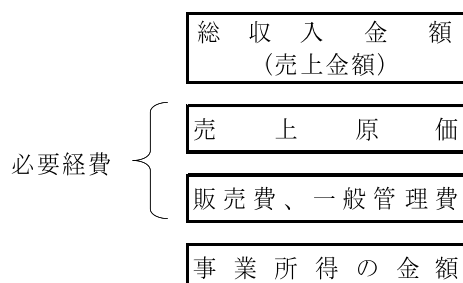 総収入金額
(売上金額)
売上原価
必要経費
販売費、一般管理費
事業所得の金額